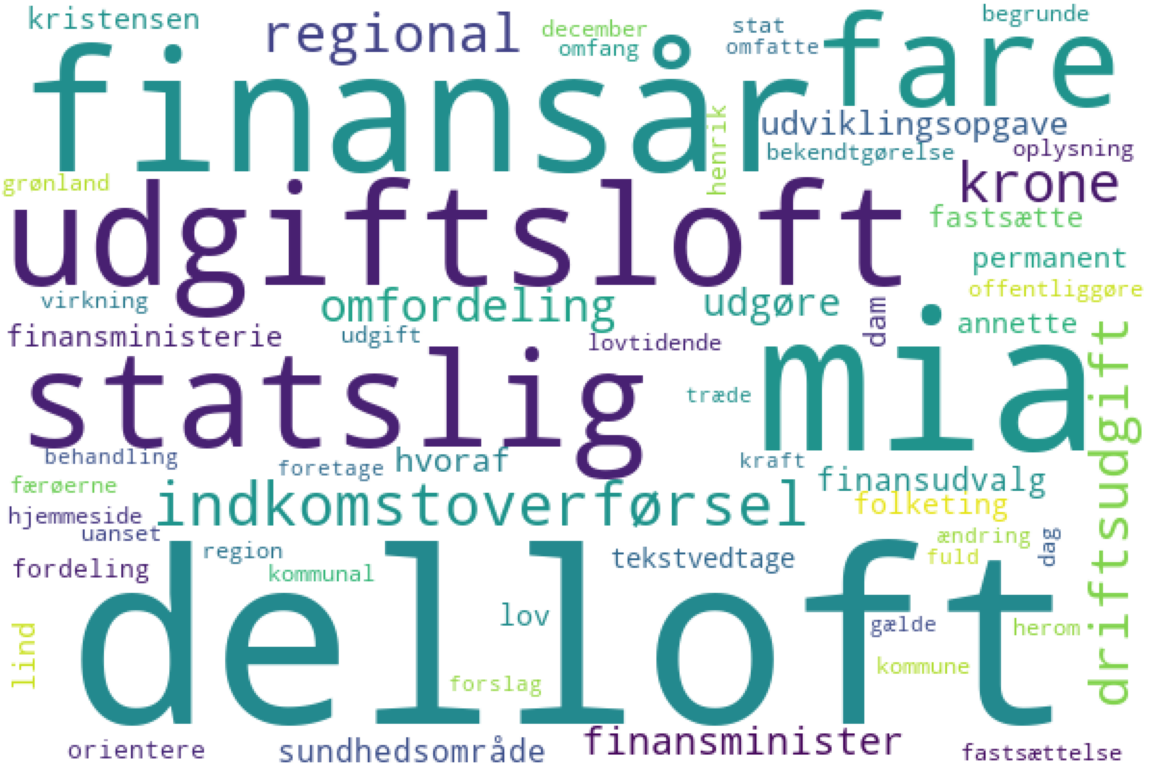 kristensen
regional
december
omfang
stat
omfatte
begrunde
finansår
fare
henrik
udviklingsopgave
bekendtgørelse
oplysning
grønland
udgiftsloft
krone
fastsætte
permanent
offentliggøre
virkning
omfordeling
udgøre
dam
annette
finansministerie
udgift
lovtidende
statslig
mia
træde
driftsudgift
behandling
foretage
hvoraf
kraft
finansudvalg
færøerne
indkomstoverførsel
folketing
hjemmeside
uanset
region
tekstvedtage
ændring
fuld
dag
fordeling
kommunal
delloft
lov
gælde
herom
lind
kommune
forslag
orientere
sundhedsområde
finansminister
fastsættelse